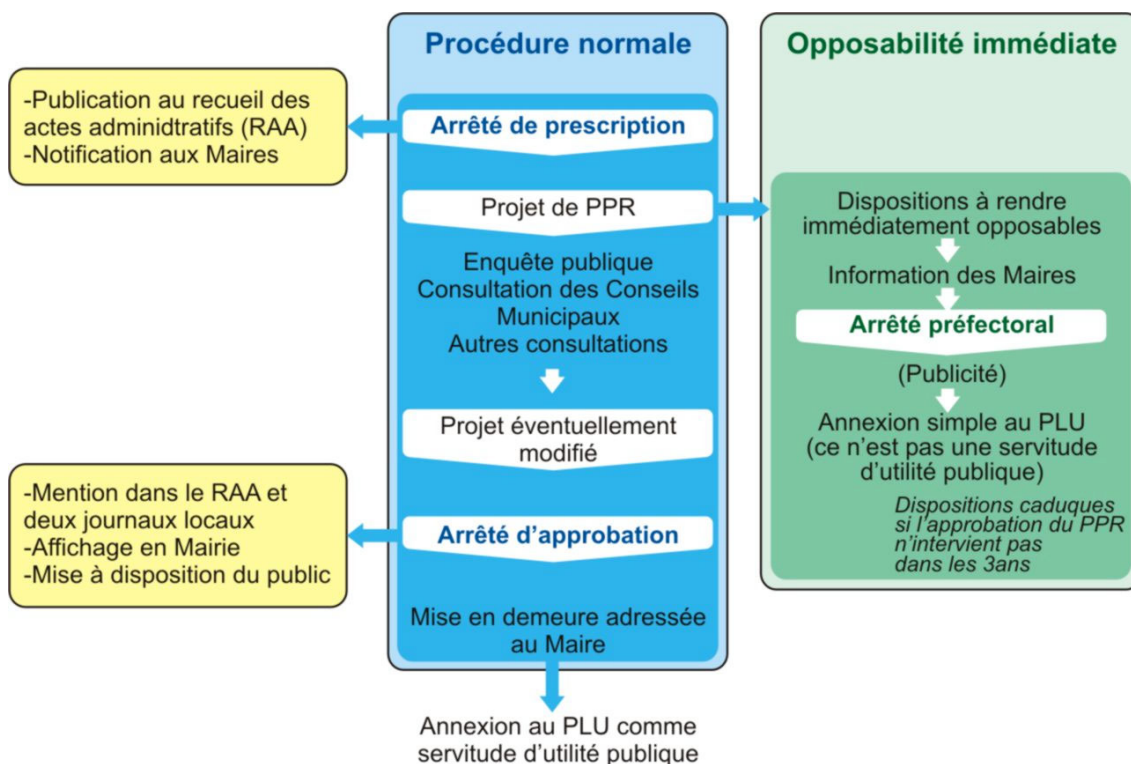 Procédure normale
-Publication au recueil des
actes adminidtratifs (RAA)
-Notification aux Maires
Arrêté de prescription
Projet de PPR
Enquête publique
Consultation des Conseils
Municipaux
Autres consultations
Projet éventuellement
modifié
-Mention dans le RAA et
deux journaux locaux
-Affichage en Mairie
-Mise à disposition du public
Arrêté d'approbation
Mise en demeure adressée
au Maire
Annexion au PLU comme
servitude d'utilité publique
Opposabilité immédiate
Dispositions à rendre
immédiatement opposables
Information des Maires
Arrêté préfectoral
(Publicité)
Annexion simple au PLU
(ce n'est pas une servitude
d'utilité publique)
Dispositions caduques
si l'approbation du PPR
n'intervient pas
dans les 3ans